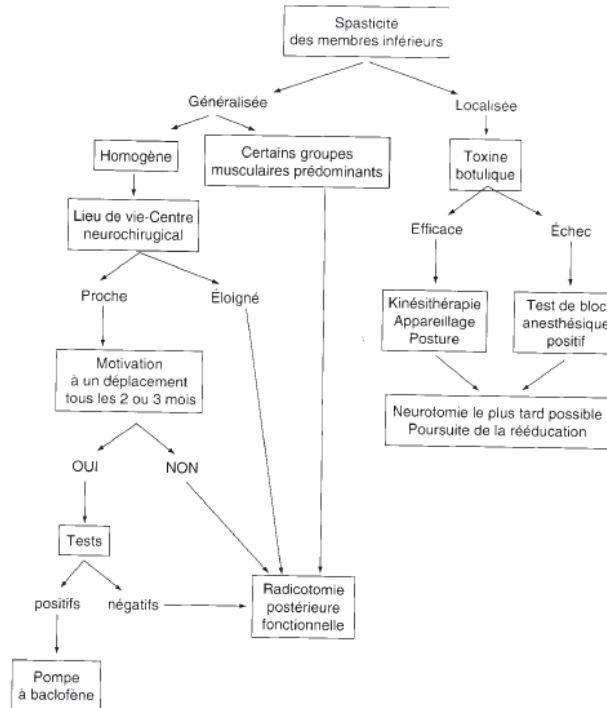 Spasticité
des membres inférieurs
Généralisée
Localisée
Homogène
Certains groupes
musculaires prédominants
Toxine
botulique
Lieu de vie-Centre
neurochirugical
Efficace
Échec
Proche
Éloigné
Kinésithérapie
Appareillage
Posture
Test de bloc
anesthésique
positif
Motivation
à un déplacement
tous les 2 ou 3 mois
Neurotomie le plus tard possible
Poursuite de la rééducation
OUI
NON
Tests
positifs
négatifs
Radicotomie
postérieure
fonctionnelle
Pompe
à baclofène